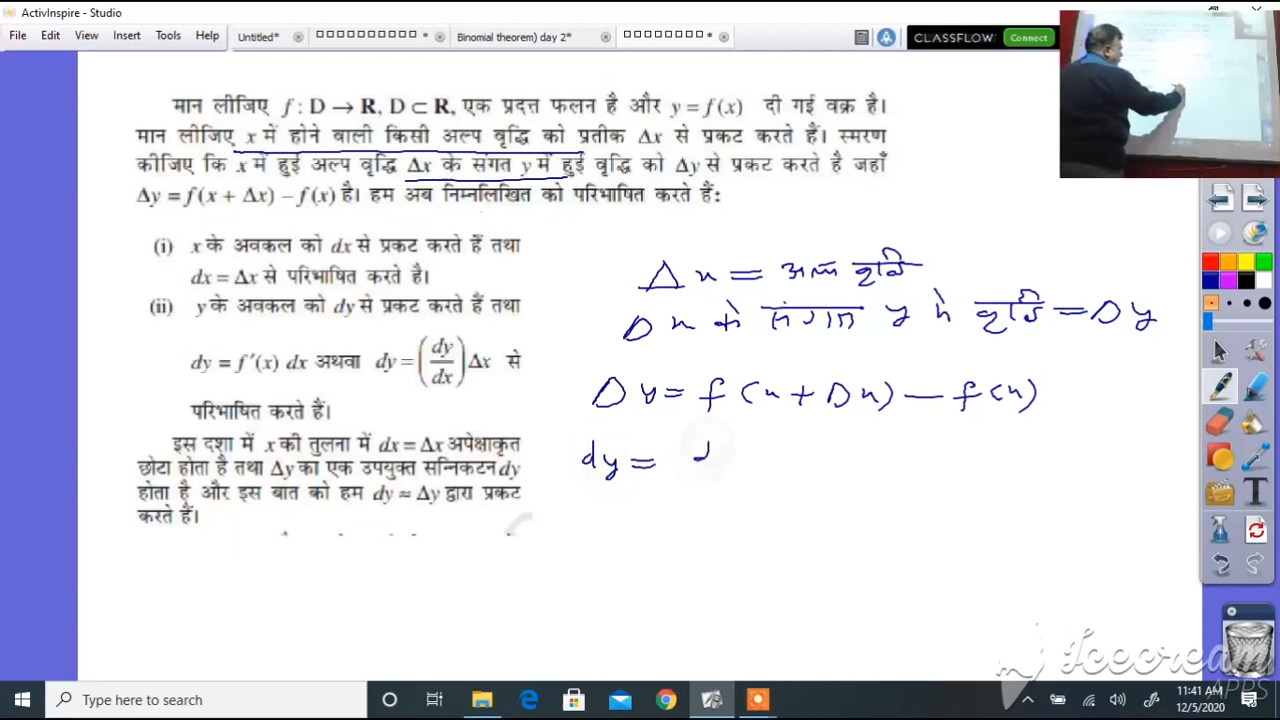 ActivInspire - Studio
File Edit View Insert Tools Help Untitled* Binomial theorem) day 2* CLASSFLOW Connect
मान लीजिए f : D → R, D ⊂ R, एक प्रदत्त फलन है और y = f(x) दी गई वक्र है।
मान लीजिए x में होने वाली किसी अल्प वृद्धि को प्रतीक Δx से प्रकट करते हैं। स्मरण
कीजिए कि x में हुई अल्प वृद्धि Δx के संगत y में हुई वृद्धि को Δy से प्रकट करते है जहाँ
Δy = f(x + Δx) – f(x) है। हम अब निम्नलिखित को परिभाषित करते हैं:
(i) x के अवकल को dx से प्रकट करते हैं तथा
dx = Δx से परिभाषित करते हैं।
(ii) y के अवकल को dy से प्रकट करते हैं तथा
dy = f′(x) dx अथवा dy = (dy/dx) Δx से
परिभाषित करते हैं।
इस दशा में x की तुलना में dx = Δx अपेक्षाकृत
छोटा होता है तथा Δy का एक उपयुक्त सन्निकटन dy
होता है और इस बात को हम dy ≈ Δy द्वारा प्रकट
करते हैं।
Δx = अल्प वृद्धि
Δx के संगत y में वृद्धि = Δy
Δy = f(x + Δx) – f(x)
dy =
Icecream
APPS
Type here to search
11:41 AM
12/5/2020